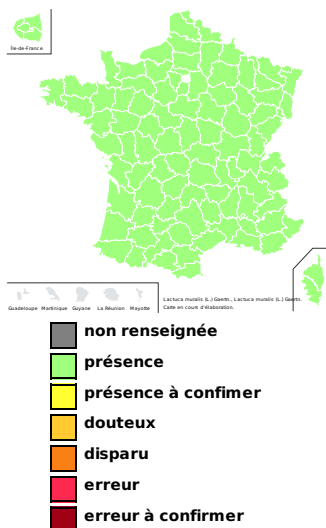 Île-de-France
Guadeloupe Martinique Guyane La Réunion Mayotte
Lactuca muralis (L.) Gaertn., Lactuca muralis (L.) Gaertn.
Carte en cours d'élaboration.
non renseignée
présence
présence à confimer
douteux
disparu
erreur
erreur à confirmer